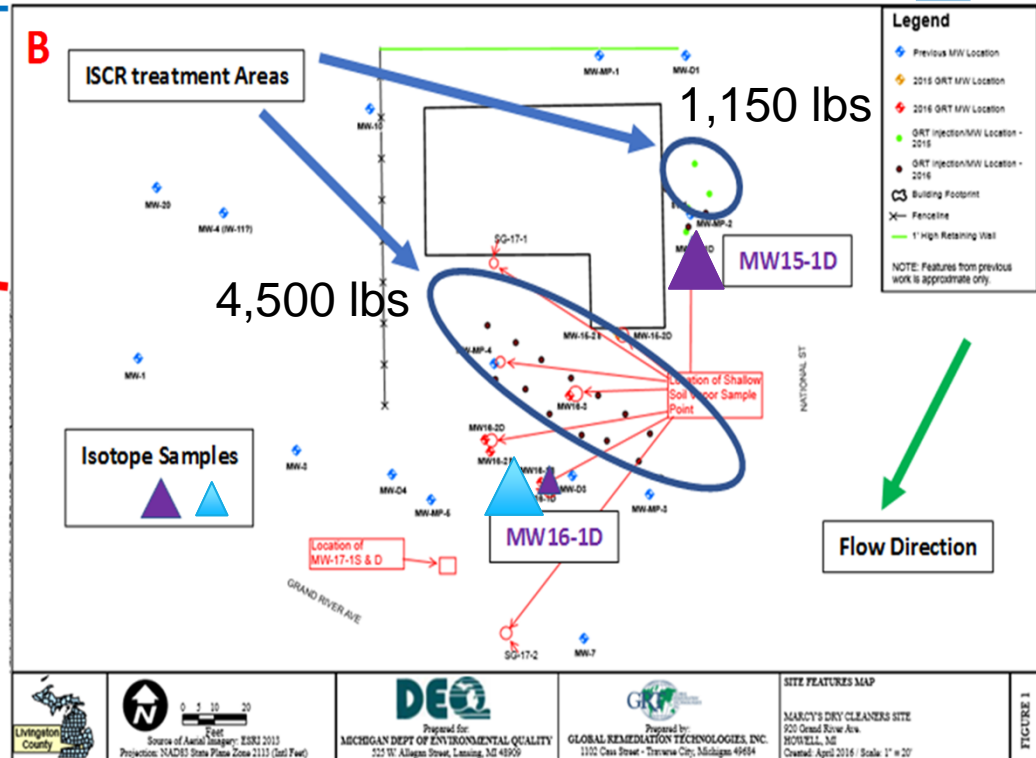 B
ISCR treatment Areas
1,150 lbs
4,500 lbs
MW15-1D
Isotope Samples
MW16-1D
Flow Direction
Legend
Previous MW Location
2015 GRT MW Location
2016 GRT MW Location
GRT Injection/MW Location -
2015
GRT Injection/MW Location -
2016
Building Footprint
Fenceline
1' High Retaining Wall
NOTE: Features from previous
work is approximate only.
MW-MP-1
MW-D1
MW-10
MW-20
MW-4 (IW-11?)
MW-MP-2
SG-17-1
MW-15-2D
MW-MP-4
MW-1
MW16-3
Location of Shallow
Soil Vapor Sample
Point
NATIONAL ST
MW16-2D
MW-3
MW-D4
MW-MP-5
MW-D3
MW-MP-3
Location of
MW-17-1S & D
GRAND RIVER AVE
SG-17-2
MW-7
Livingston
County
N
0 5 10 20
Feet
Source of Aerial Imagery: ESRI 2013
Projection: NAD83 State Plane Zone 2113 (Intl Feet)
DEQ
Prepared for:
MICHIGAN DEPT OF ENVIRONMENTAL QUALITY
525 W. Allegan Street, Lansing, MI 48909
GRT
Prepared by:
GLOBAL REMEDIATION TECHNOLOGIES, INC.
1102 Cass Street - Traverse City, Michigan 49684
SITE FEATURES MAP
MARCY'S DRY CLEANERS SITE
920 Grand River Ave.
HOWELL, MI
Created: April 2016 / Scale: 1" = 20'
FIGURE 1